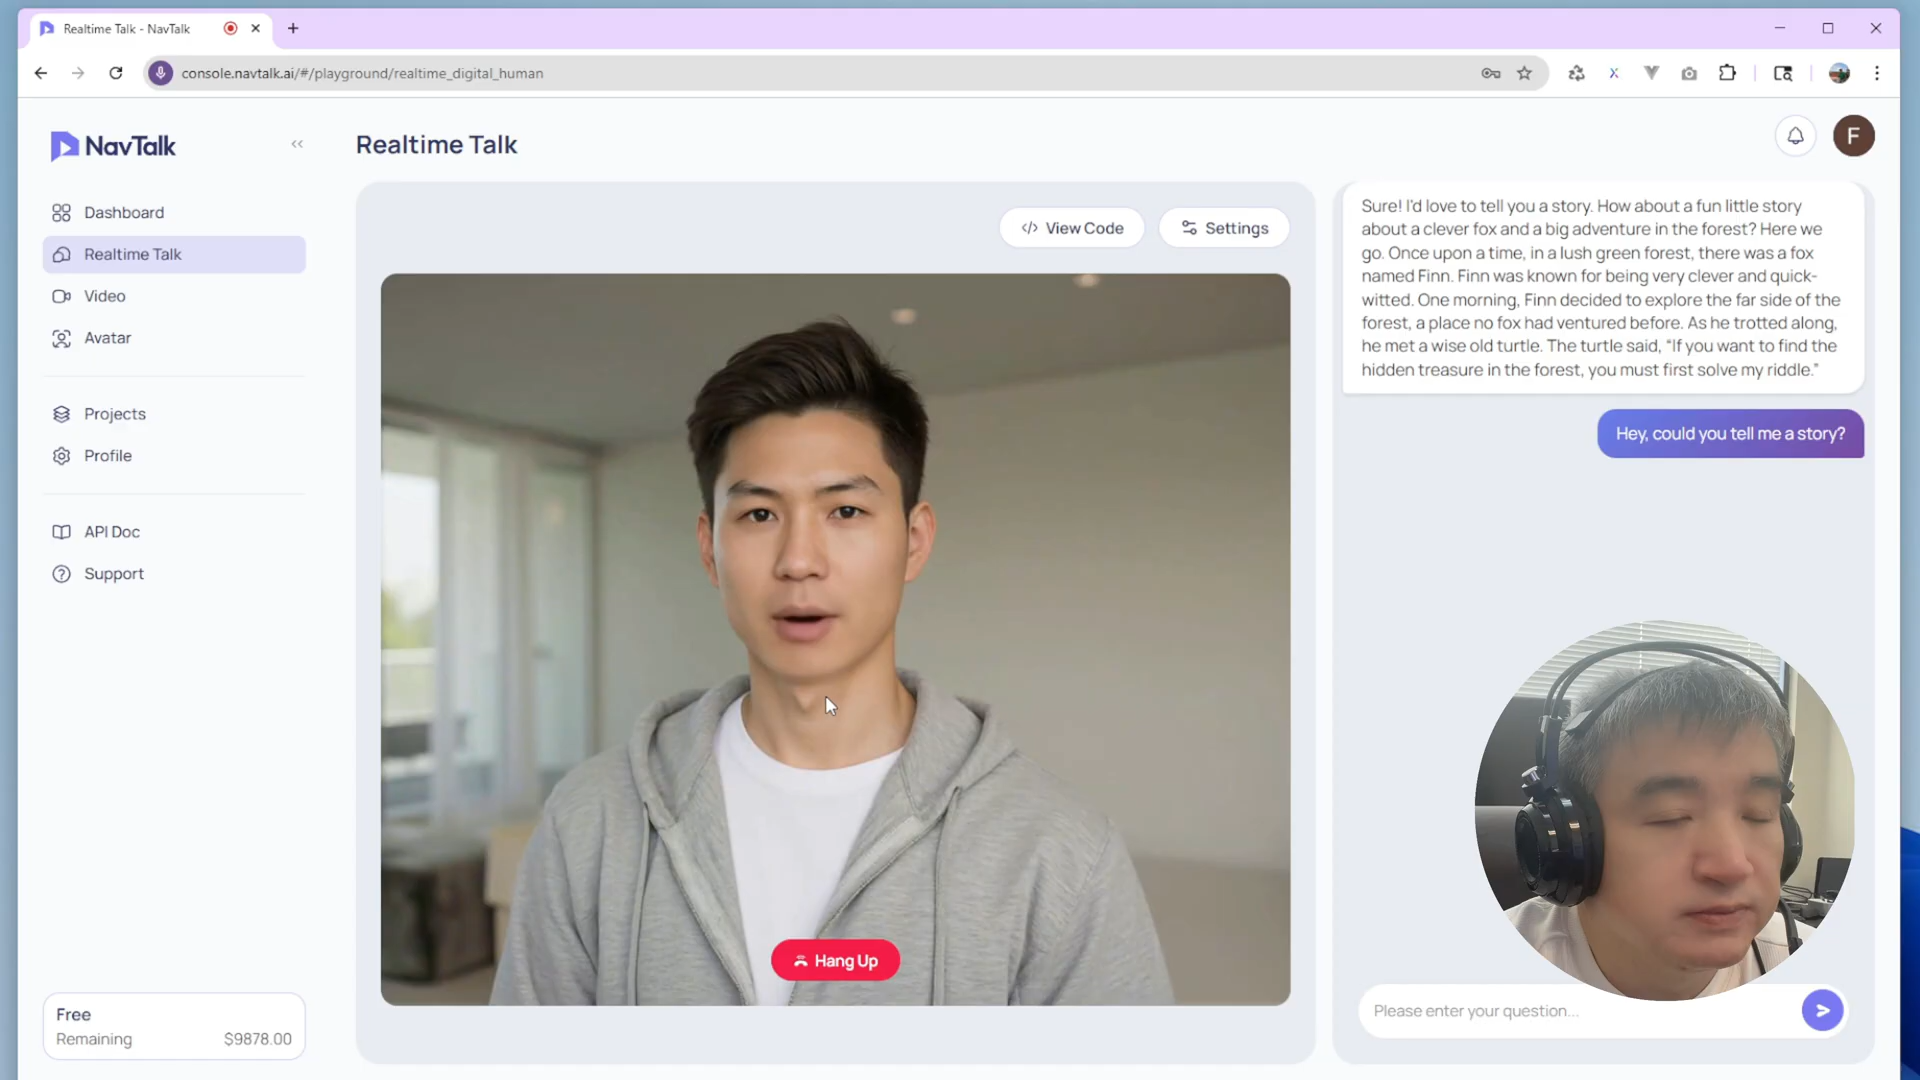 Realtime Talk - NavTalk
console.navtalk.ai/#/playground/realtime_digital_human
NavTalk
Realtime Talk
F
Dashboard
Realtime Talk
Video
Avatar
Projects
Profile
API Doc
Support
Free
Remaining $9878.00
</> View Code
Settings
Hang Up
Sure! I'd love to tell you a story. How about a fun little story
about a clever fox and a big adventure in the forest? Here we
go. Once upon a time, in a lush green forest, there was a fox
named Finn. Finn was known for being very clever and quick-
witted. One morning, Finn decided to explore the far side of the
forest, a place no fox had ventured before. As he trotted along,
he met a wise old turtle. The turtle said, “If you want to find the
hidden treasure in the forest, you must first solve my riddle.”
Hey, could you tell me a story?
Please enter your question...